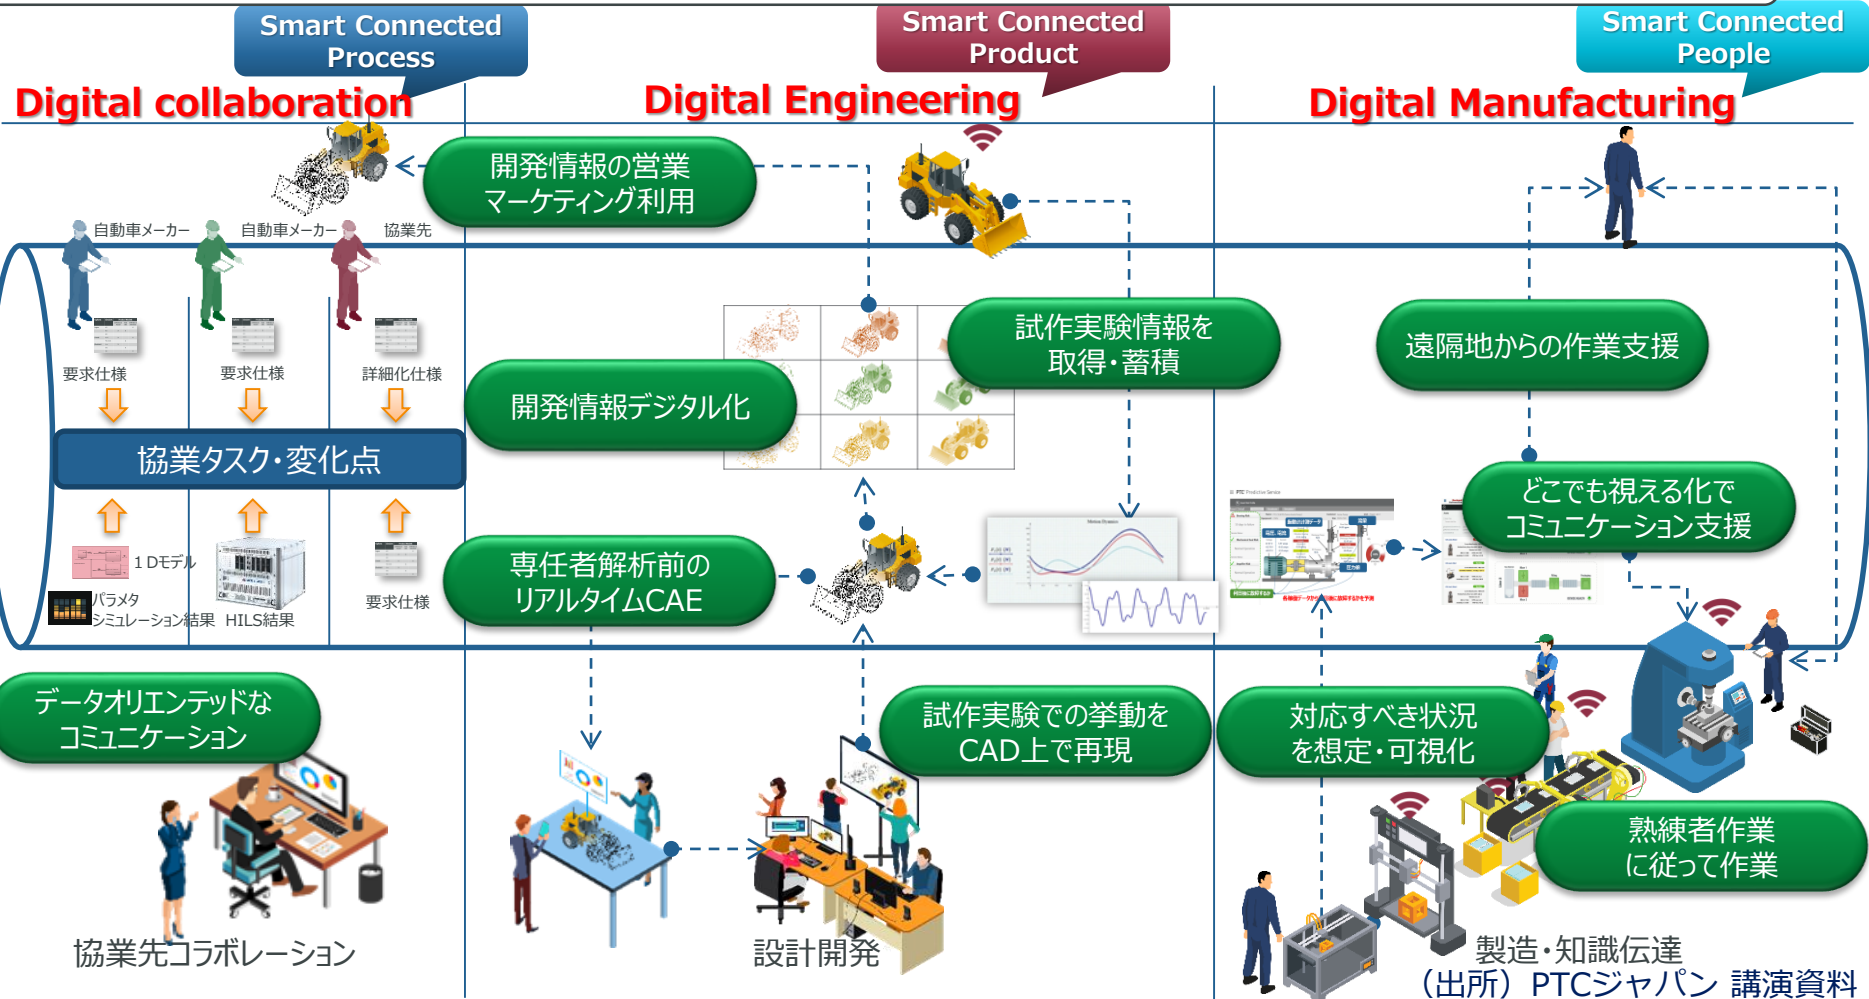 Smart Connected
Process
Smart Connected
Product
Smart Connected
People
Digital collaboration
Digital Engineering
Digital Manufacturing
開発情報の営業
マーケティング利用
自動車メーカー
自動車メーカー
協業先
要求仕様
要求仕様
詳細化仕様
協業タスク・変化点
1Dモデル
パラメタ
シミュレーション結果
HILS結果
要求仕様
データオリエンテッドな
コミュニケーション
協業先コラボレーション
試作実験情報を
取得・蓄積
開発情報デジタル化
専任者解析前の
リアルタイムCAE
試作実験での挙動を
CAD上で再現
設計開発
遠隔地からの作業支援
どこでも視える化で
コミュニケーション支援
対応すべき状況
を想定・可視化
熟練者作業
に従って作業
製造・知識伝達
（出所）PTCジャパン 講演資料